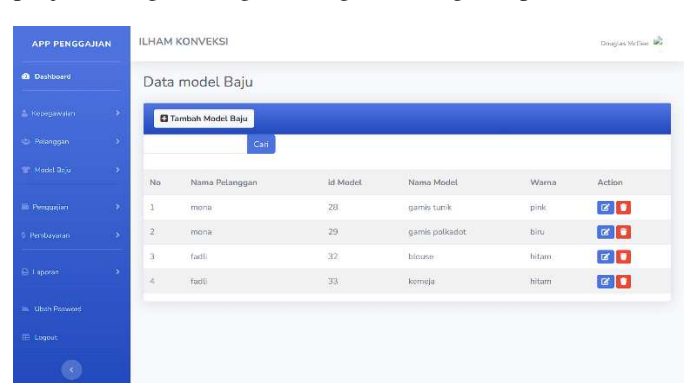 APP PENGGAJIAN
ILHAM KONVEKSI
Douglas McGee
Dashboard
Kepegawaian
Pelanggan
Model Baju
Penggajian
Pembayaran
Laporan
Ubah Password
Logout
Data model Baju
Tambah Model Baju
Cari
No Nama Pelanggan id Model Nama Model Warna Action
1 mona 28 gamis tunik pink
2 mona 29 gamis polkadot biru
3 fadli 32 blouse hitam
4 fadli 33 kemeja hitam